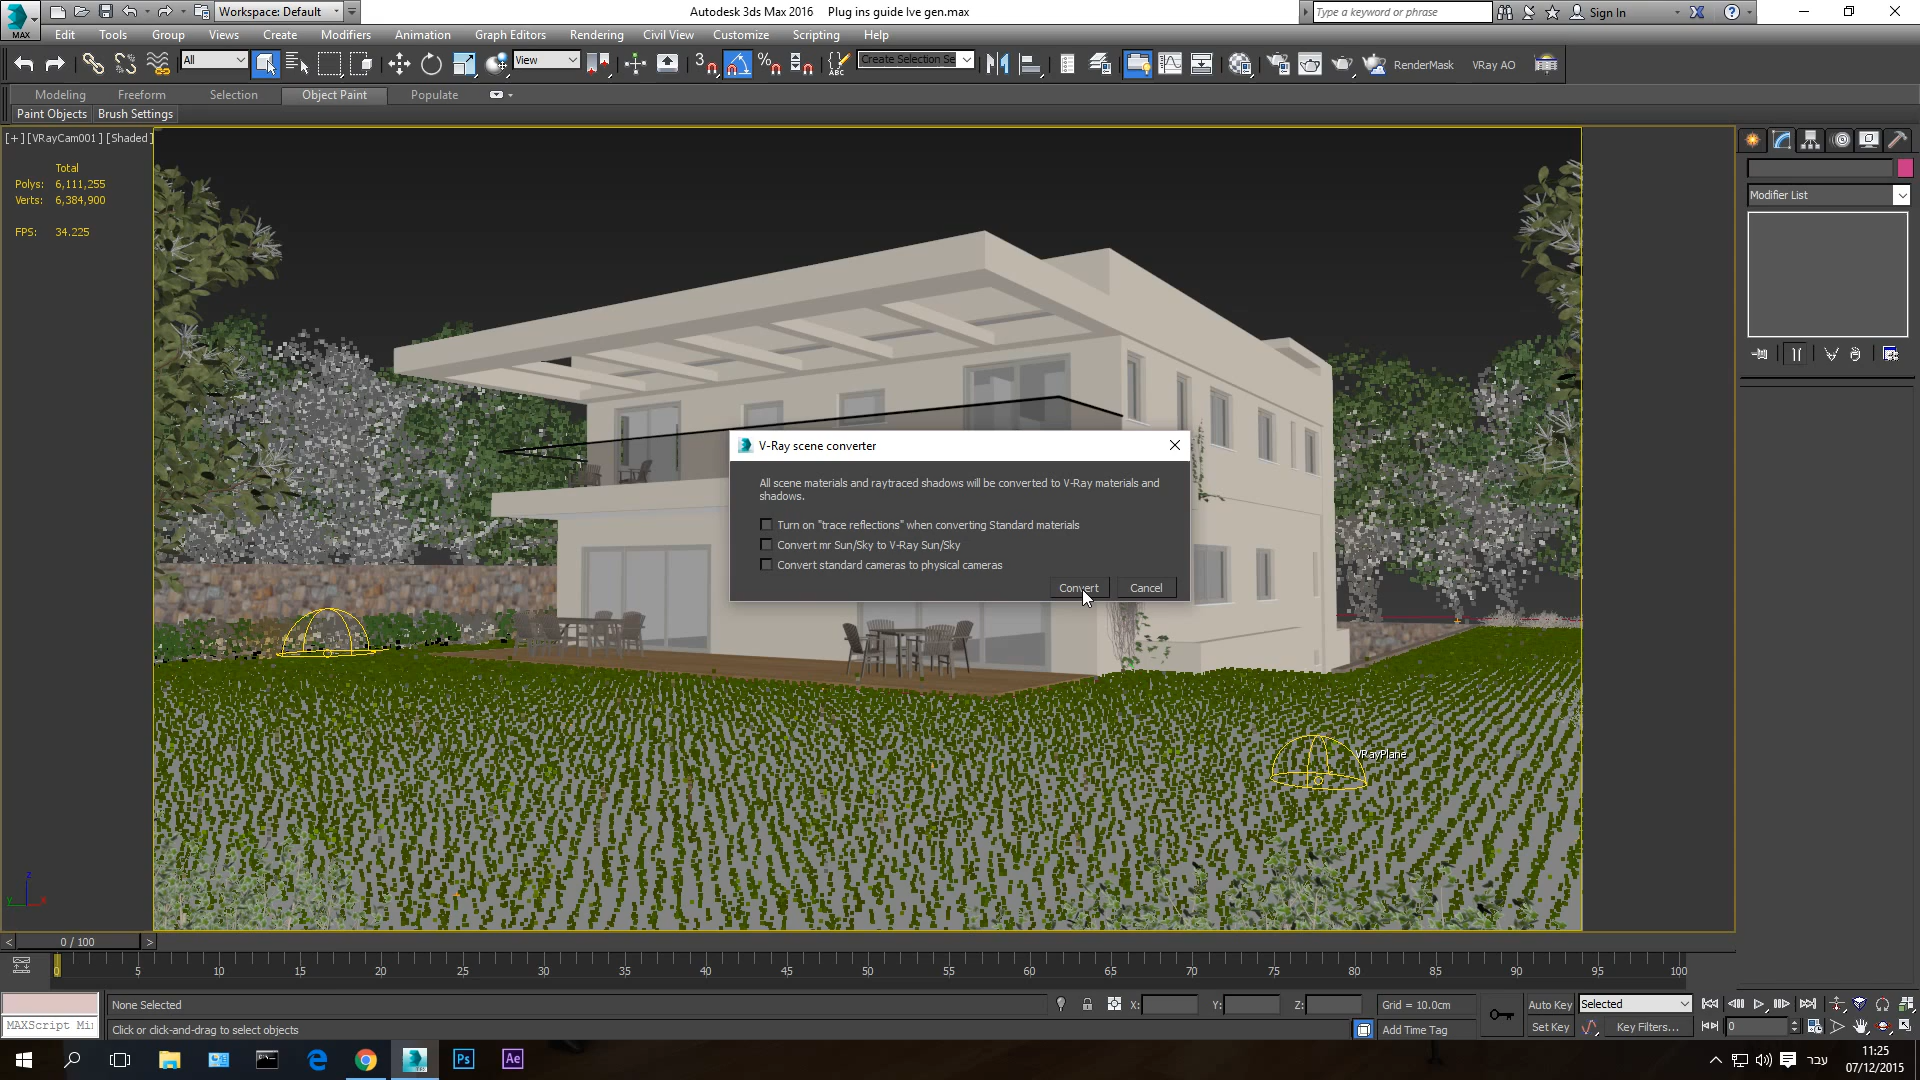 Workspace: Default
Autodesk 3ds Max 2016 Plug ins guide lve gen.max
Type a keyword or phrase
Sign In
MAX
Edit Tools Group Views Create Modifiers Animation Graph Editors Rendering Civil View Customize Scripting Help
All
View
3
ABC
Create Selection Se
RenderMask
VRay AO
Modeling Freeform Selection Object Paint Populate
Paint Objects Brush Settings
[+] [VRayCam001] [Shaded]
Total
Polys: 6,111,255
Verts: 6,384,900
FPS: 34.225
Modifier List
V-Ray scene converter
All scene materials and raytraced shadows will be converted to V-Ray materials and
shadows.
Turn on "trace reflections" when converting Standard materials
Convert mr Sun/Sky to V-Ray Sun/Sky
Convert standard cameras to physical cameras
Convert Cancel
VRayPlane
z
y x
< 0 / 100 >
0 5 10 15 20 25 30 35 40 45 50 55 60 65 70 75 80 85 90 95 100
None Selected
X: Y: Z:
Grid = 10.0cm
Auto Key
Selected
MAXScript Mi
Click or click-and-drag to select objects
Add Time Tag
Set Key
Key Filters...
0
Ps
Ae
עבר
11:25
07/12/2015